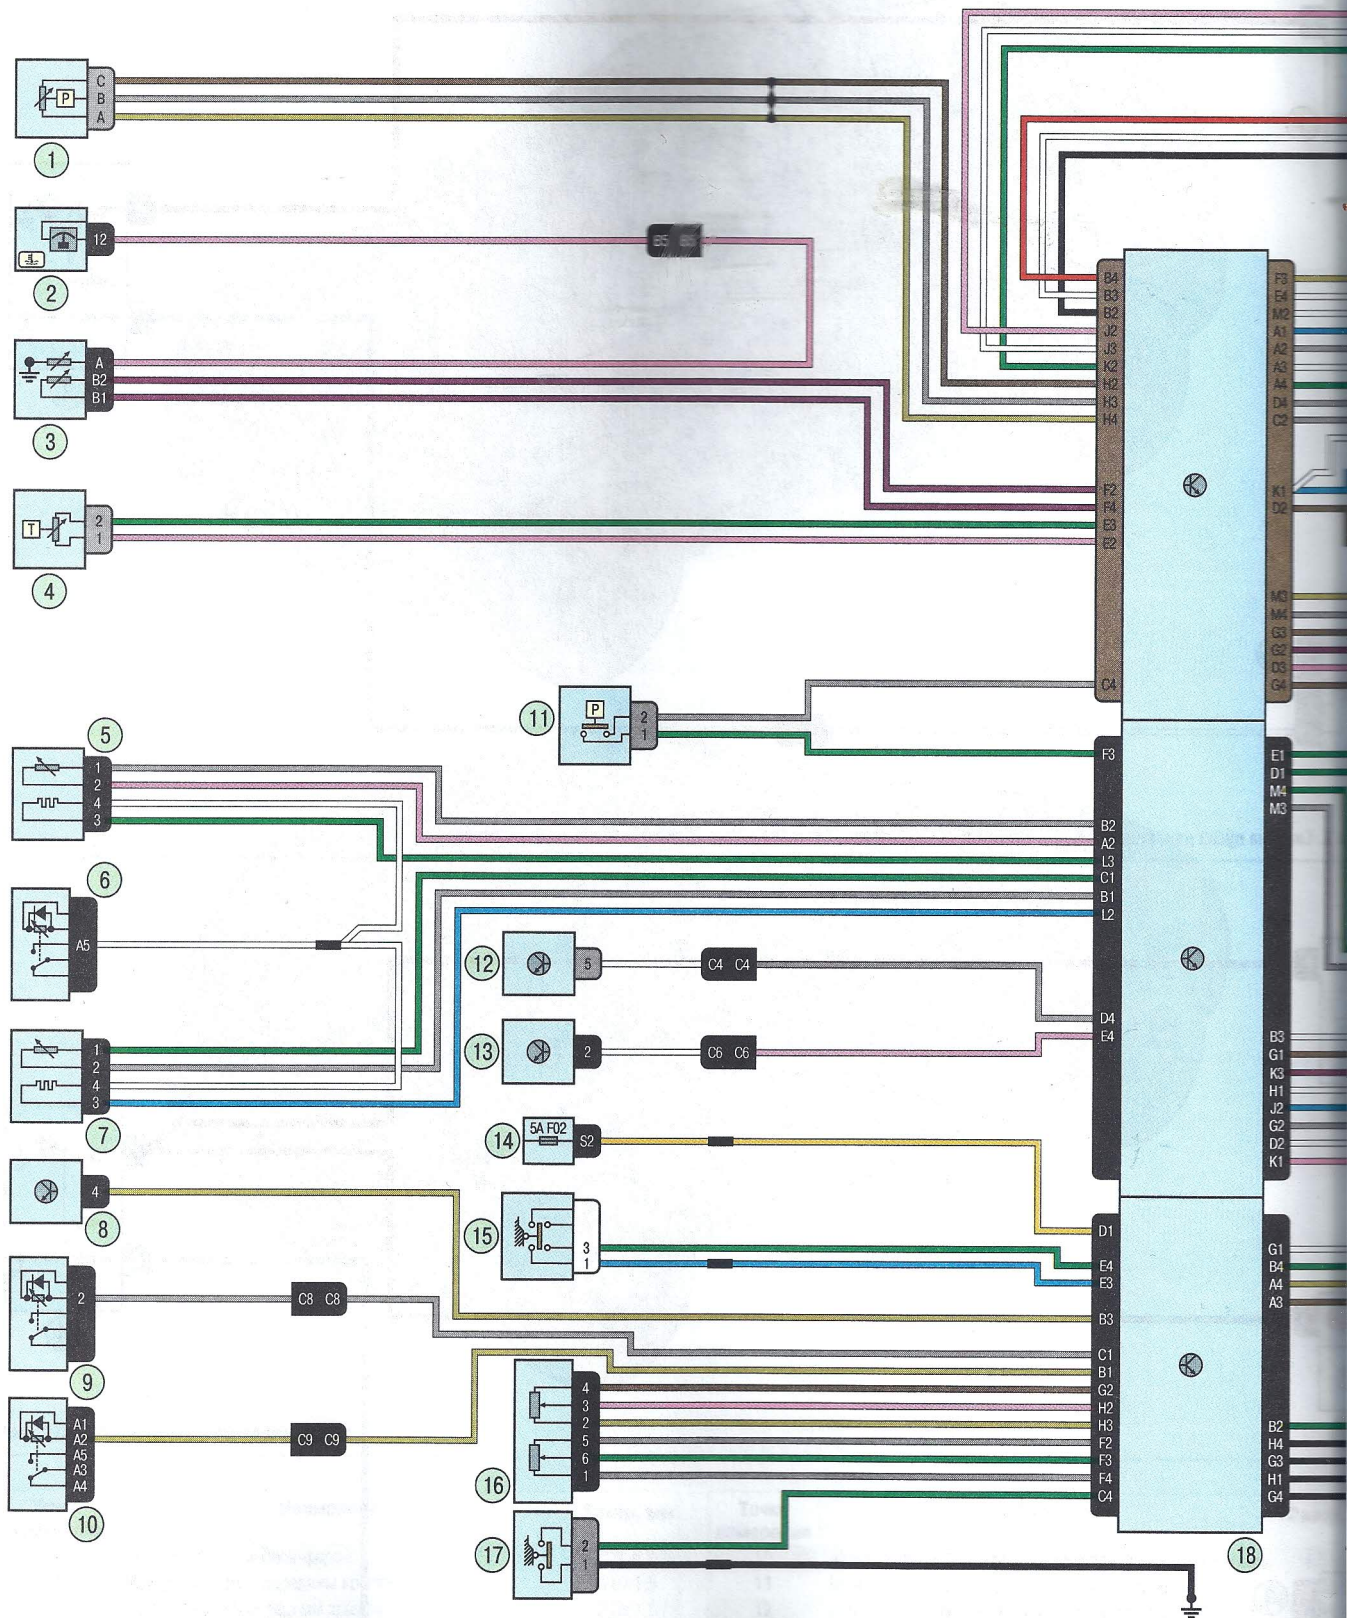 C
B
A
P
1
12
B5 B5
2
A
B2
B1
3
T
2
1
4
B4
B3
B2
J2
J3
K2
H2
H3
H4
F2
F4
E3
E2
C4
F3
E4
M2
A1
A2
A3
A4
D4
C2
K1
D2
M3
M4
G3
G2
D3
G4
11
P
2
1
5
1
2
4
3
6
A5
1
2
4
3
7
F3
B2
A2
L3
C1
B1
L2
D4
E4
E1
D1
M4
M3
B3
G1
K3
H1
J2
G2
D2
K1
12
5
C4 C4
13
2
C6 C6
14
5A F02
S2
4
8
15
3
1
2
C8 C8
9
A1
A2
A5
A3
A4
C9 C9
10
4
3
2
5
6
1
16
17
2
1
D1
E4
E3
B3
C1
B1
G2
H2
H3
F2
F3
F4
C4
G1
B4
A4
A3
B2
H4
G3
H1
G4
18